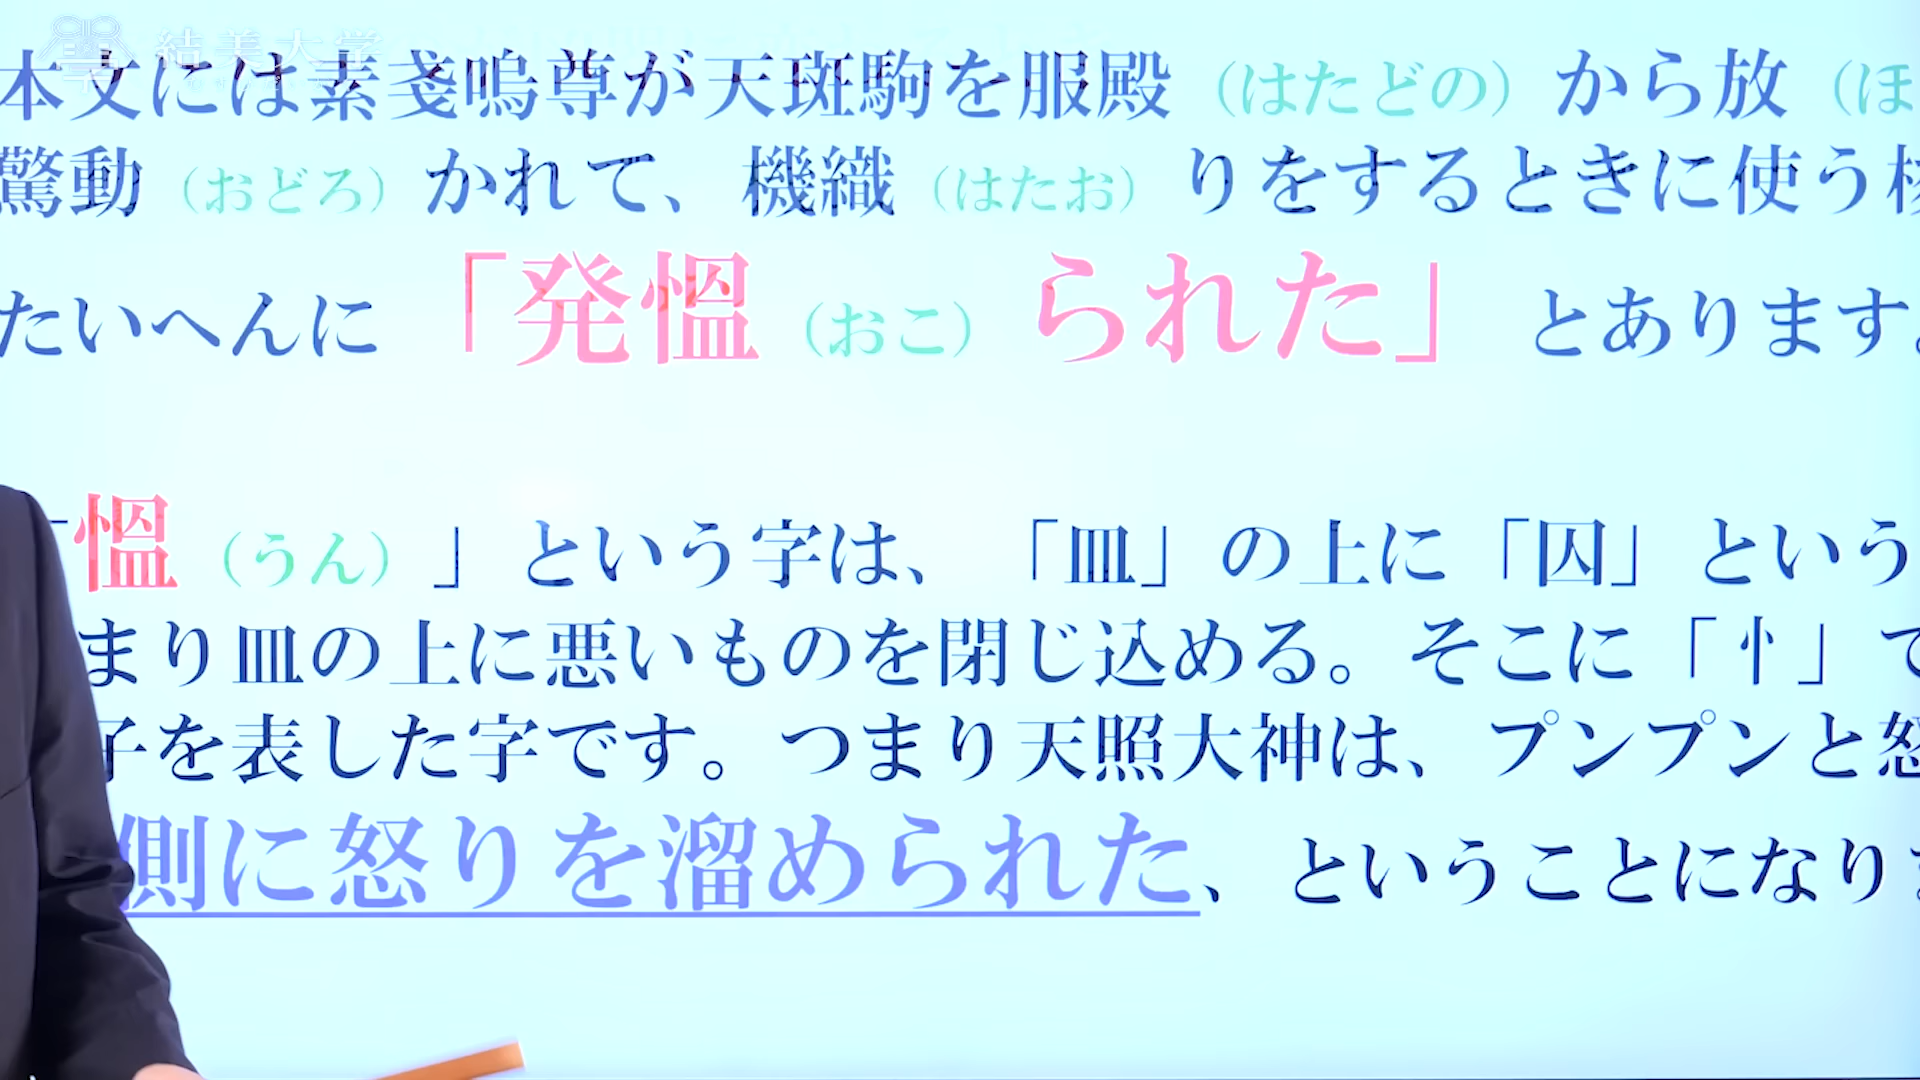 結美大学
本文には素戔嗚尊が天斑駒を服殿（はたどの）から放（ほ
驚動（おどろ）かれて、機織（はたお）りをするときに使う
たいへんに「発慍（おこ）られた」とあります。
「慍（うん）」という字は、「皿」の上に「囚」という
まり皿の上に悪いものを閉じ込める。そこに「忄」で
子を表した字です。つまり天照大神は、プンプンと怒
側に怒りを溜められた、ということになりま